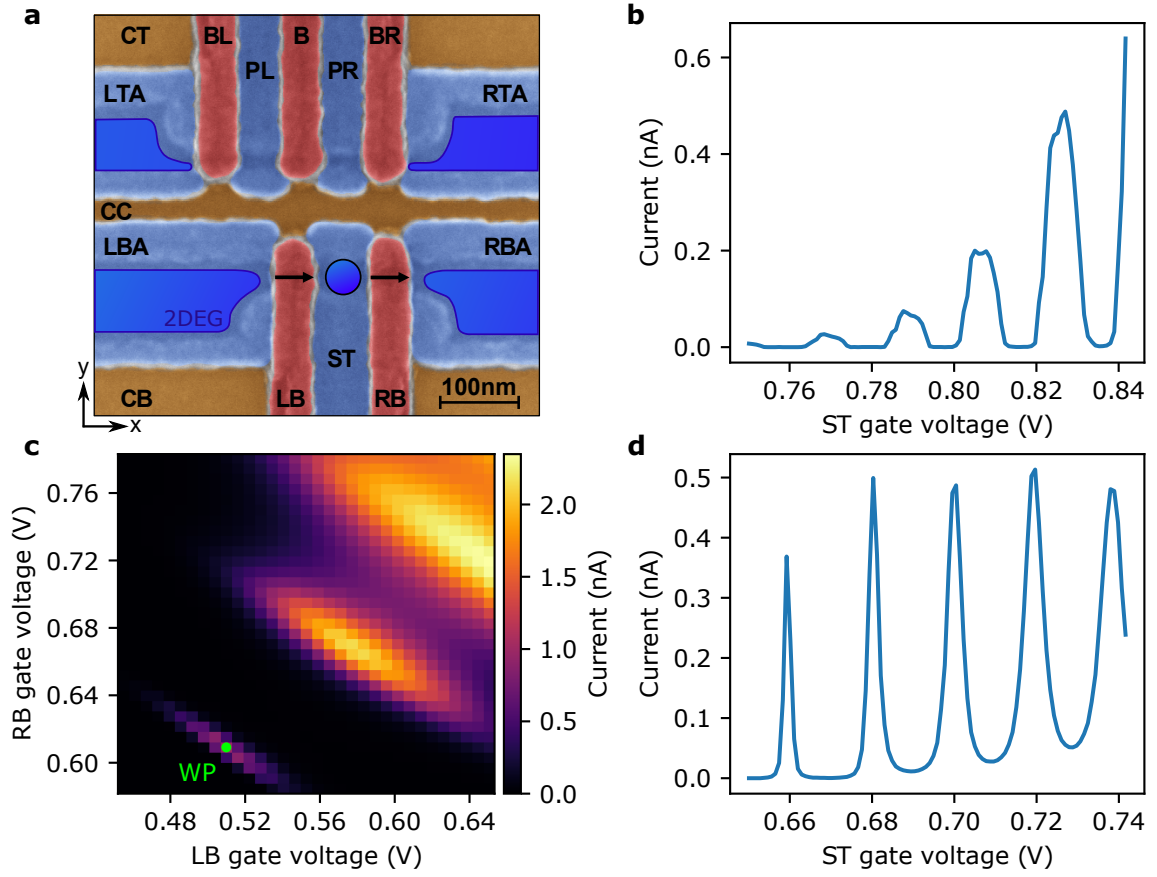 a
CT BL B BR
PL PR
LTA RTA
CC
LBA RBA
2DEG
ST
CB LB RB 100nm
y
x
b
Current (nA)
0.6
0.4
0.2
0.0
0.76 0.78 0.80 0.82 0.84
ST gate voltage (V)
c
RB gate voltage (V)
0.76
0.72
0.68
0.64
0.60
WP
0.48 0.52 0.56 0.60 0.64
LB gate voltage (V)
2.0
1.5
1.0
0.5
0.0
Current (nA)
d
Current (nA)
0.5
0.4
0.3
0.2
0.1
0.0
0.66 0.68 0.70 0.72 0.74
ST gate voltage (V)